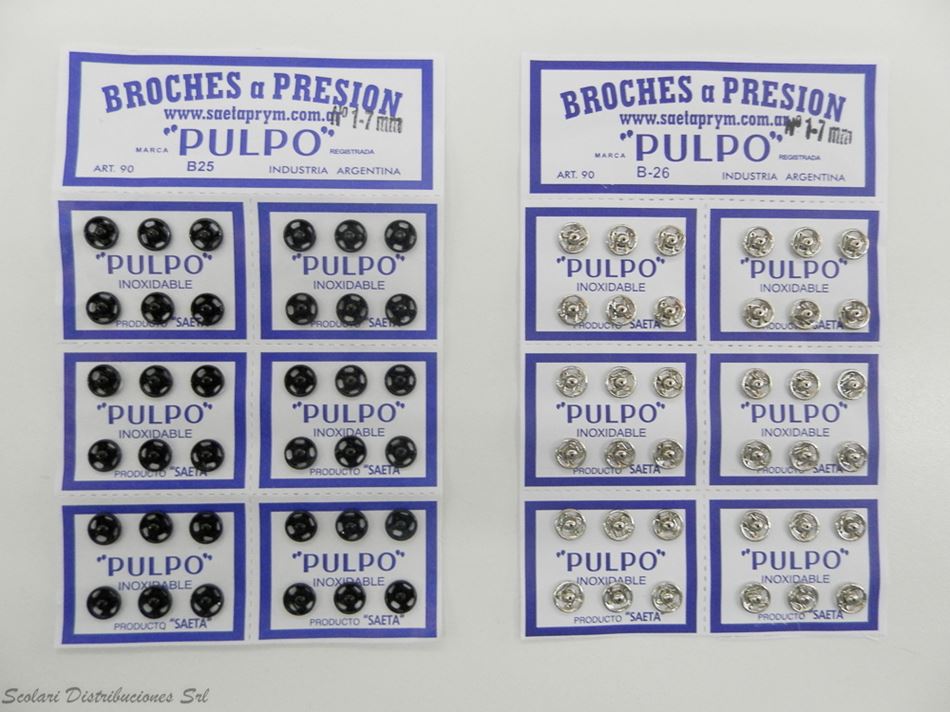 BROCHES a PRESION
www.saetaprym.com.ar
Nº 1-7 mm
MARCA "PULPO" REGISTRADA
ART. 90 B25 INDUSTRIA ARGENTINA
"PULPO"
INOXIDABLE
PRODUCTO "SAETA"
"PULPO"
INOXIDABLE
PRODUCTO "SAETA"
"PULPO"
INOXIDABLE
PRODUCTO "SAETA"
"PULPO"
INOXIDABLE
PRODUCTO "SAETA"
"PULPO"
INOXIDABLE
PRODUCTO "SAETA"
"PULPO"
INOXIDABLE
PRODUCTO "SAETA"
BROCHES a PRESION
www.saetaprym.com.ar
Nº 1-7 mm
MARCA "PULPO" REGISTRADA
ART. 90 B-26 INDUSTRIA ARGENTINA
"PULPO"
INOXIDABLE
PRODUCTO "SAETA"
"PULPO"
INOXIDABLE
PRODUCTO "SAETA"
"PULPO"
INOXIDABLE
PRODUCTO "SAETA"
"PULPO"
INOXIDABLE
PRODUCTO "SAETA"
"PULPO"
INOXIDABLE
PRODUCTO "SAETA"
"PULPO"
INOXIDABLE
PRODUCTO "SAETA"
Scolari Distribuciones Srl